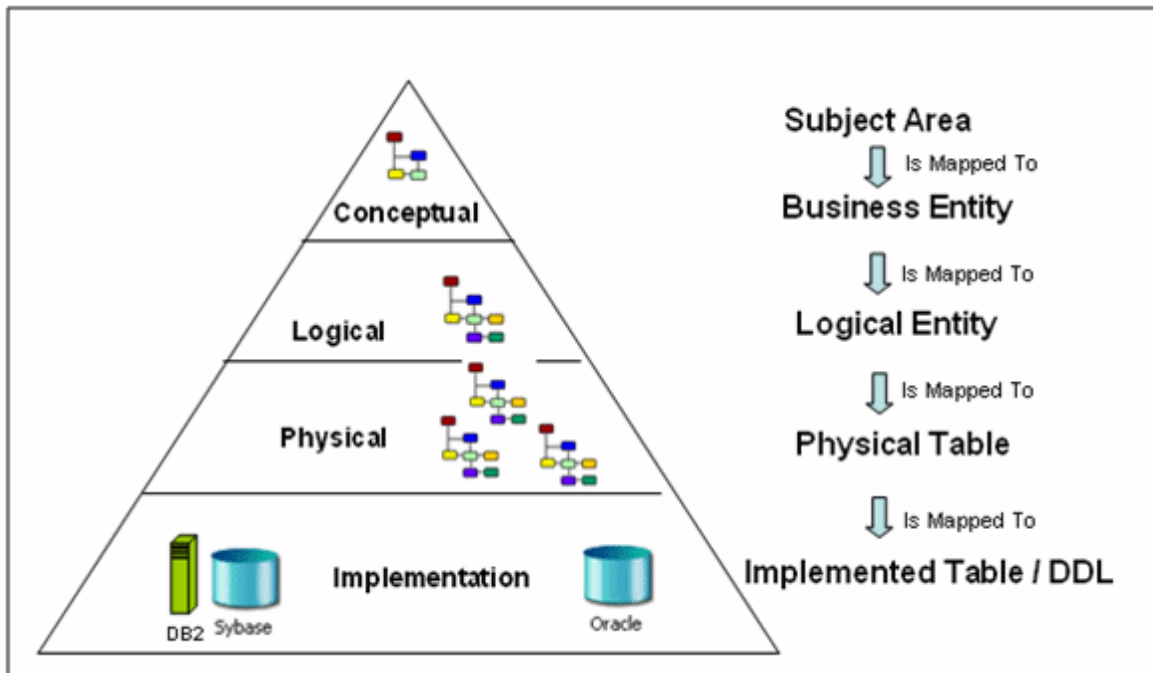 Conceptual
Logical
Physical
Implementation
DB2
Sybase
Oracle
Subject Area
Is Mapped To
Business Entity
Is Mapped To
Logical Entity
Is Mapped To
Physical Table
Is Mapped To
Implemented Table / DDL